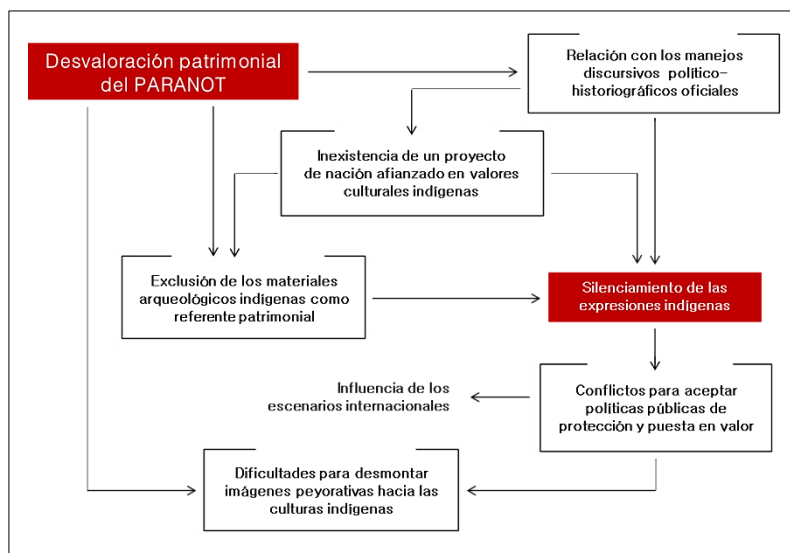 Desvaloración patrimonial
del PARANOT
Relación con los manejos
discursivos político-
historiográficos oficiales
Inexistencia de un proyecto
de nación afianzado en valores
culturales indígenas
Exclusión de los materiales
arqueológicos indígenas como
referente patrimonial
Silenciamiento de las
expresiones indígenas
Influencia de los
escenarios internacionales
Conflictos para aceptar
políticas públicas de
protección y puesta en valor
Dificultades para desmontar
imágenes peyorativas hacia las
culturas indígenas